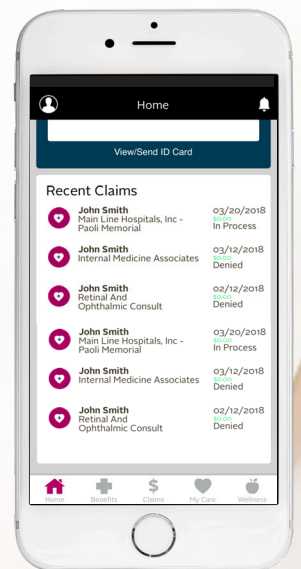 Home
View/Send ID Card
Recent Claims
John Smith
Main Line Hospitals, Inc -
Paoli Memorial
03/20/2018
$0.00
In Process
John Smith
Internal Medicine Associates
03/12/2018
$0.00
Denied
John Smith
Retinal And
Ophthalmic Consult
02/12/2018
$0.00
Denied
John Smith
Main Line Hospitals, Inc -
Paoli Memorial
03/20/2018
$0.00
In Process
John Smith
Internal Medicine Associates
03/12/2018
$0.00
Denied
John Smith
Retinal And
Ophthalmic Consult
02/12/2018
$0.00
Denied
Home
Benefits
Claims
My Care
Wellness